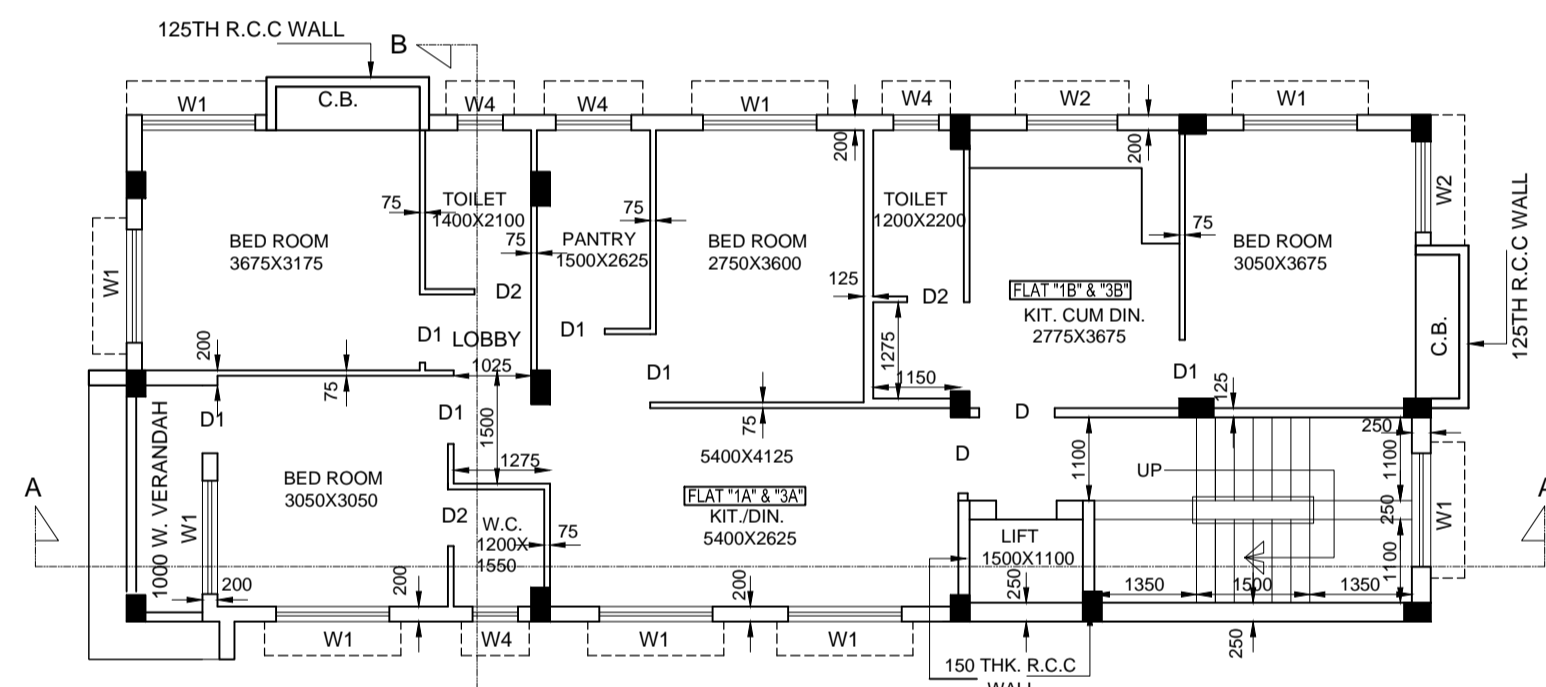 125TH R.C.C WALL
B
W1
C.B.
W4
W4
W1
W4
W2
W1
200
200
W2
125TH R.C.C WALL
75
TOILET
1400X2100
75
TOILET
1200X2200
75
BED ROOM
3675X3175
75
PANTRY
1500X2625
BED ROOM
2750X3600
BED ROOM
3050X3675
W1
125
D2
D2
FLAT "1B" & "3B"
KIT. CUM DIN.
2775X3675
C.B.
D1
LOBBY
D1
1275
200
1025
D1
1150
D1
75
125
D1
D1
1500
75
D
250
1000 W. VERANDAH
5400X4125
D
1100
UP
1100
A
BED ROOM
3050X3050
1275
FLAT "1A" & "3A"
KIT./DIN.
5400X2625
A
W1
D2
W.C.
1200X
1550
75
LIFT
1500X1100
250
W1
1100
200
200
200
250
1350
1500
1350
W1
W4
W1
W1
250
150 THK. R.C.C
WALL